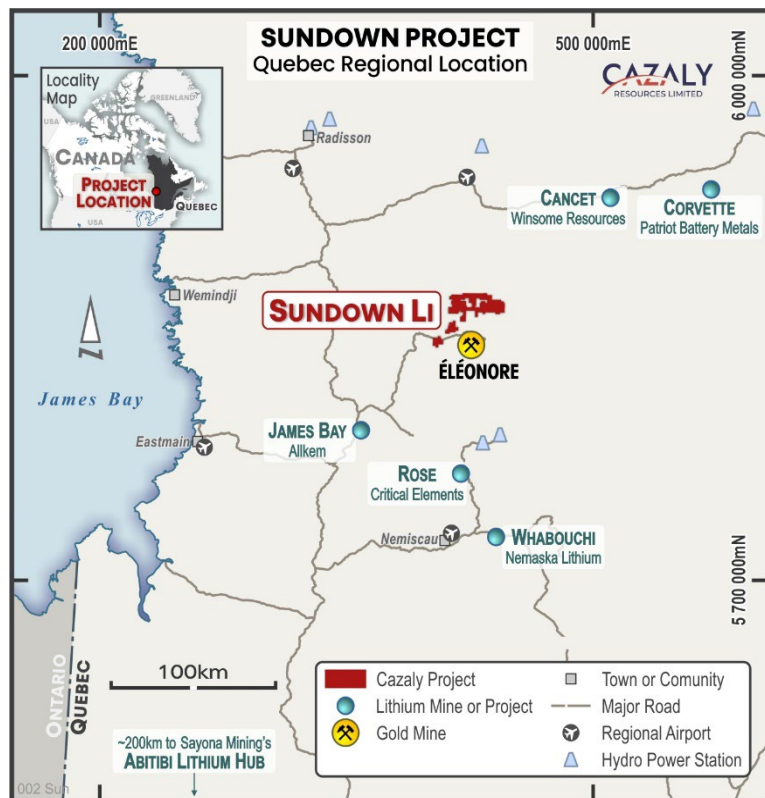 200 000mE
SUNDOWN PROJECT
Quebec Regional Location
500 000mE
CAZALY
RESOURCES LIMITED
6 000 000mN
Locality
Map
GREENLAND
USA
CANADA
PROJECT
LOCATION
QUEBEC
USA
Radisson
CANCET
Winsome Resources
CORVETTE
Patriot Battery Metals
Wemindji
SUNDOWN LI
ÉLÉONORE
N
James Bay
JAMES BAY
Allkem
Eastmain
ROSE
Critical Elements
Nemiscau
WHABOUCHI
Nemaska Lithium
5 700 000mN
100km
ONTARIO
QUEBEC
~200km to Sayona Mining's
ABITIBI LITHIUM HUB
002 Sun
Cazaly Project
Lithium Mine or Project
Gold Mine
Town or Comunity
Major Road
Regional Airport
Hydro Power Station